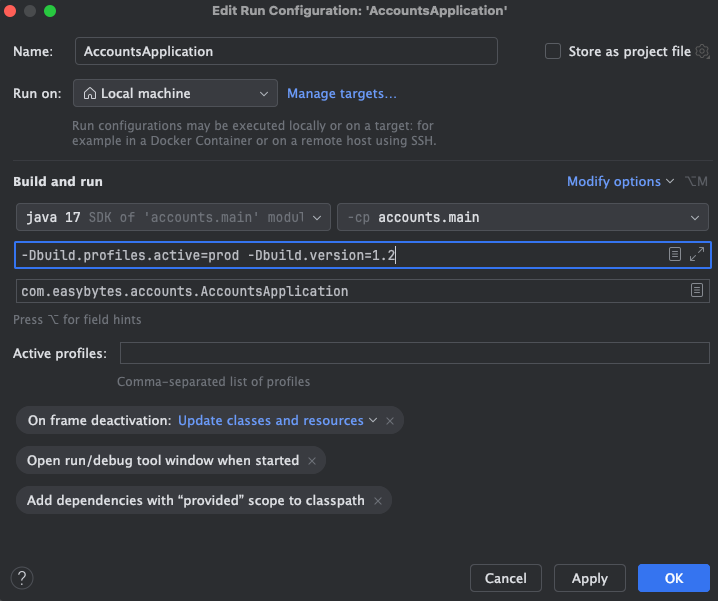 Edit Run Configuration: 'AccountsApplication'
Name: AccountsApplication Store as project file
Run on: Local machine Manage targets...
Run configurations may be executed locally or on a target: for
example in a Docker Container or on a remote host using SSH.
Build and run Modify options ⌥M
java 17 SDK of 'accounts.main' modul -cp accounts.main
-Dbuild.profiles.active=prod -Dbuild.version=1.2
com.easybytes.accounts.AccountsApplication
Press ⌥ for field hints
Active profiles:
Comma-separated list of profiles
On frame deactivation: Update classes and resources ×
Open run/debug tool window when started ×
Add dependencies with “provided” scope to classpath ×
? Cancel Apply OK